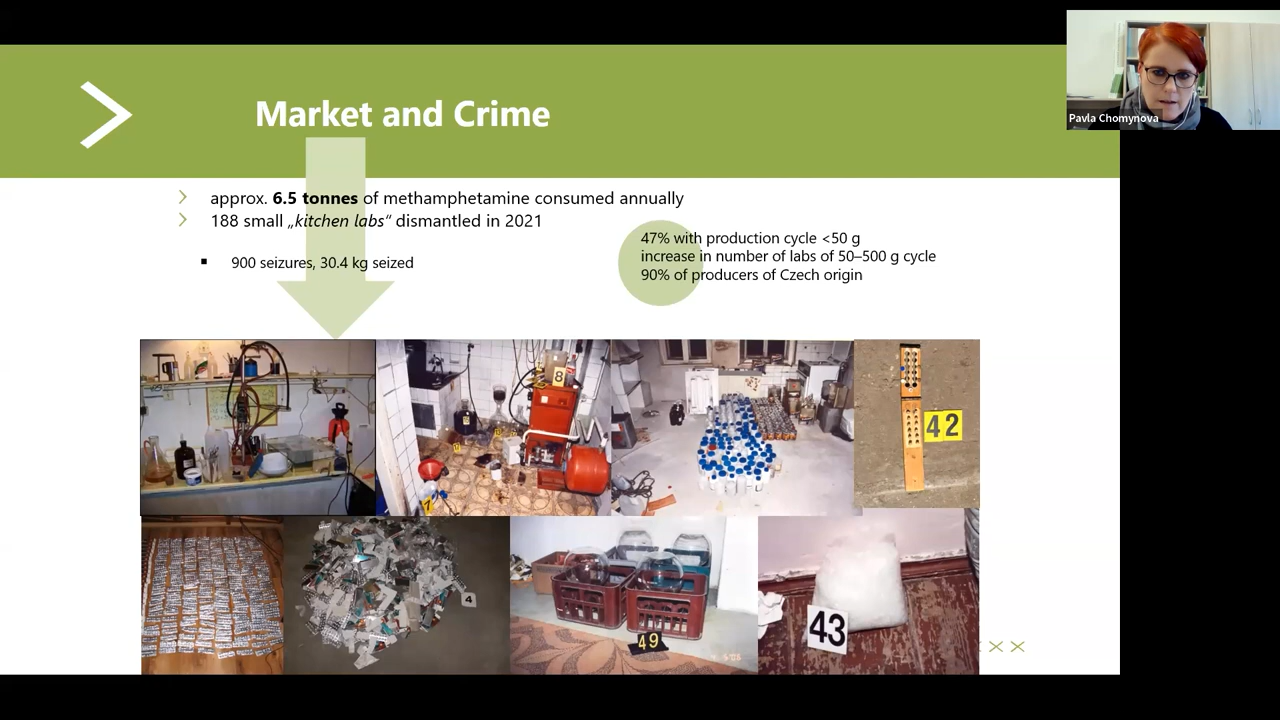 Market and Crime
Pavla Chomynova
approx. 6.5 tonnes of methamphetamine consumed annually
188 small „kitchen labs“ dismantled in 2021
900 seizures, 30.4 kg seized
47% with production cycle <50 g
increase in number of labs of 50–500 g cycle
90% of producers of Czech origin
8
42
4
49
43